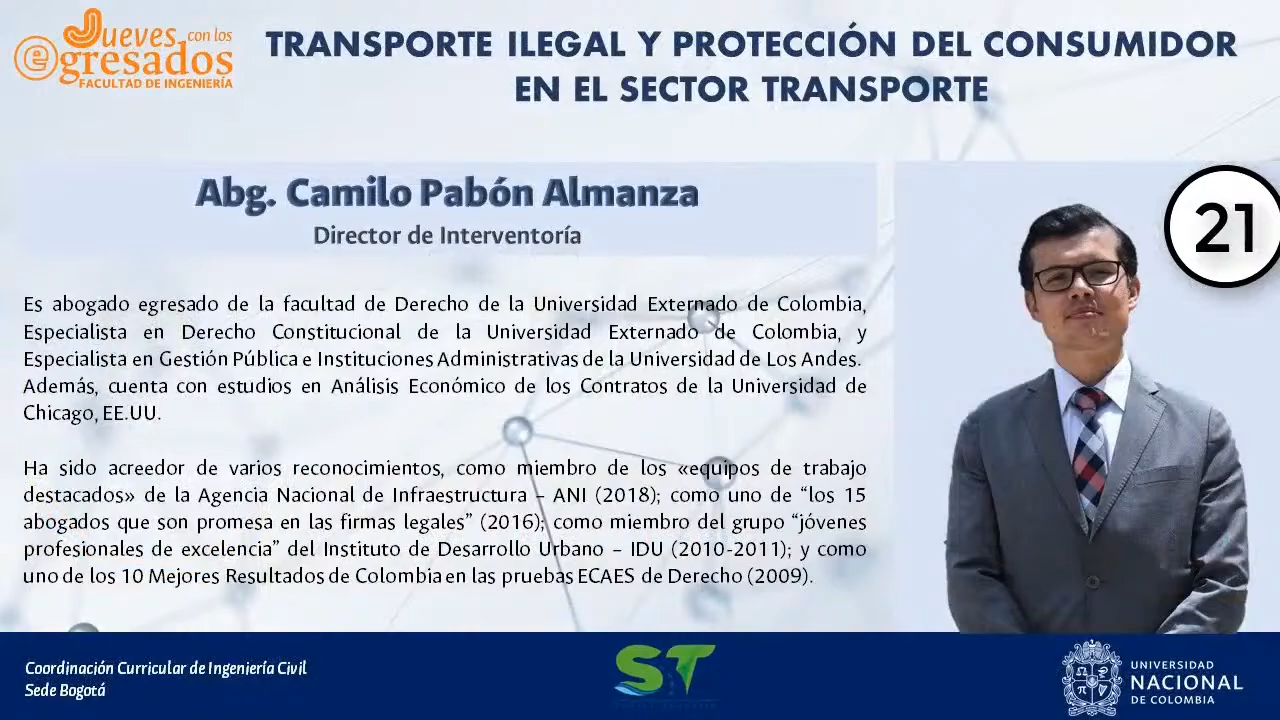 Jueves con los
egresados
FACULTAD DE INGENIERÍA
TRANSPORTE ILEGAL Y PROTECCIÓN DEL CONSUMIDOR
EN EL SECTOR TRANSPORTE
Abg. Camilo Pabón Almanza
Director de Interventoría
21
Es abogado egresado de la facultad de Derecho de la Universidad Externado de Colombia,
Especialista en Derecho Constitucional de la Universidad Externado de Colombia, y
Especialista en Gestión Pública e Instituciones Administrativas de la Universidad de Los Andes.
Además, cuenta con estudios en Análisis Económico de los Contratos de la Universidad de
Chicago, EE.UU.
Ha sido acreedor de varios reconocimientos, como miembro de los «equipos de trabajo
destacados» de la Agencia Nacional de Infraestructura – ANI (2018); como uno de “los 15
abogados que son promesa en las firmas legales” (2016); como miembro del grupo “jóvenes
profesionales de excelencia” del Instituto de Desarrollo Urbano – IDU (2010-2011); y como
uno de los 10 Mejores Resultados de Colombia en las pruebas ECAES de Derecho (2009).
Coordinación Curricular de Ingeniería Civil
Sede Bogotá
ST
UNIVERSIDAD
NACIONAL
DE COLOMBIA